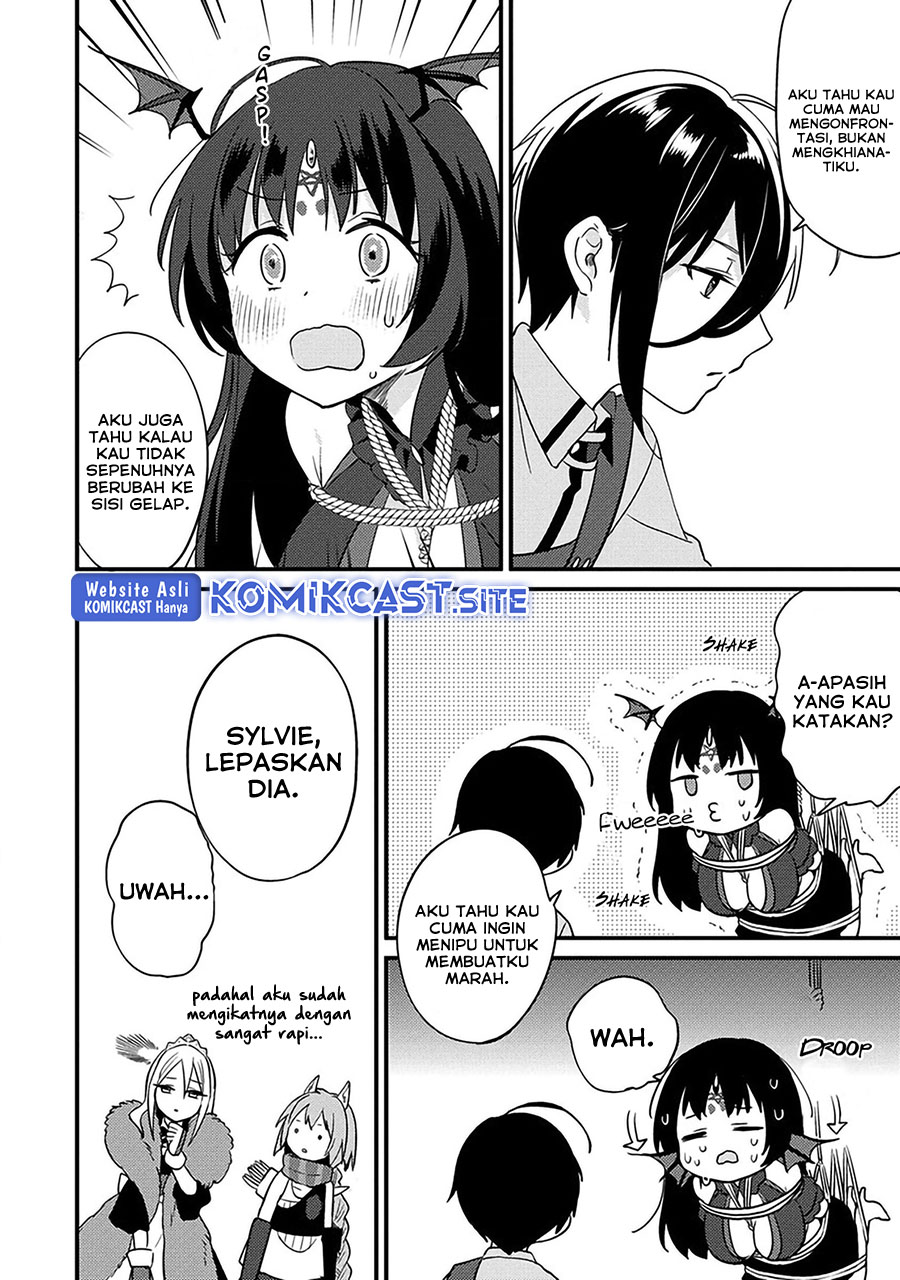 AKU TAHU KAU
CUMA MAU
MENGONFRON-
TASI, BUKAN
MENGKHIANA-
TIKU.
GASP!
AKU JUGA
TAHU KALAU
KAU TIDAK
SEPENUHNYA
BERUBAH KE
SISI GELAP.
Website Asli
KOMIKCAST Hanya
KOMIKCAST.SITE
SHAKE
A-APASIH
YANG KAU
KATAKAN?
Fweeeee
SHAKE
AKU TAHU KAU
CUMA INGIN
MENIPU UNTUK
MEMBUATKU
MARAH.
WAH.
DROOP
SYLVIE,
LEPASKAN
DIA.
UWAH...
padahal aku sudah
mengikatnya dengan
sangat rapi...